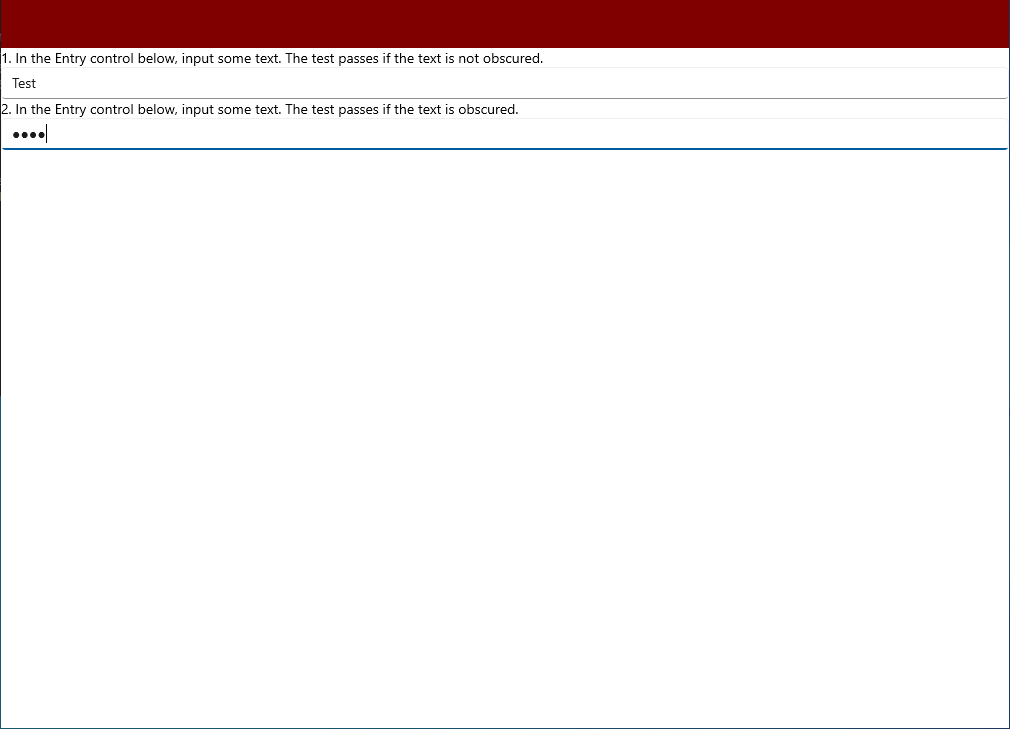 1. In the Entry control below, input some text. The test passes if the text is not obscured.
Test
2. In the Entry control below, input some text. The test passes if the text is obscured.
●●●●